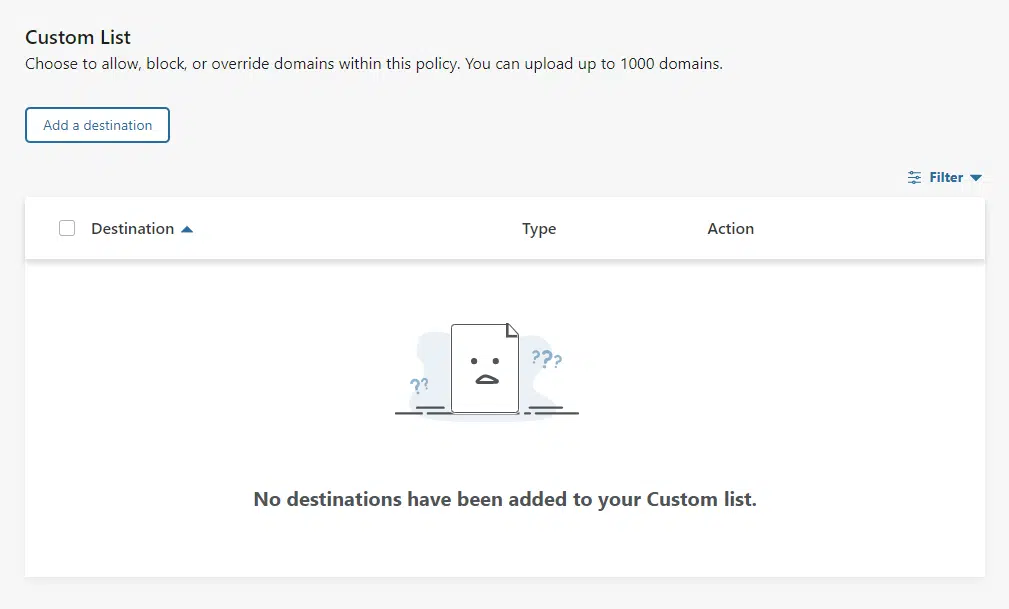 Custom List
Choose to allow, block, or override domains within this policy. You can upload up to 1000 domains.
Add a destination
Filter
Destination Type Action
??
???
No destinations have been added to your Custom list.